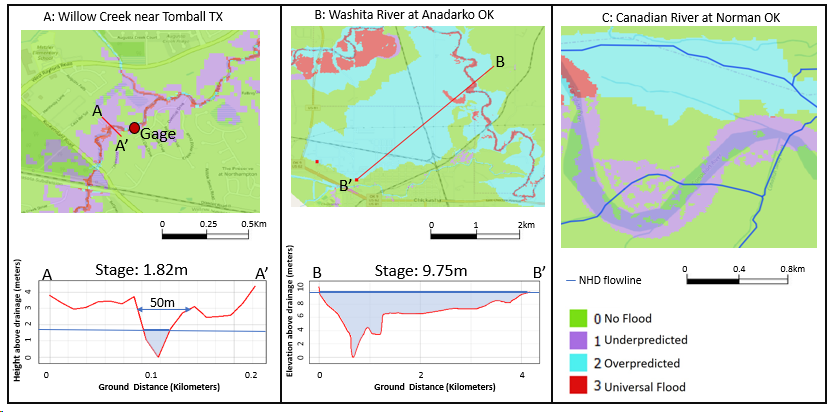 A: Willow Creek near Tomball TX
A
A'
Gage
0 0.25 0.5Km
A Stage: 1.82m A'
50m
Height above drainage (meters)
4
3
2
1
0
0 0.1 0.2
Ground Distance (Kilometers)
B: Washita River at Anadarko OK
B
B'
0 1 2km
B Stage: 9.75m B'
Elevation above drainage (meters)
10
8
6
4
2
0
0 2 4
Ground Distance (Kilometers)
C: Canadian River at Norman OK
NHD flowline
0 0.4 0.8km
0 No Flood
1 Underpredicted
2 Overpredicted
3 Universal Flood